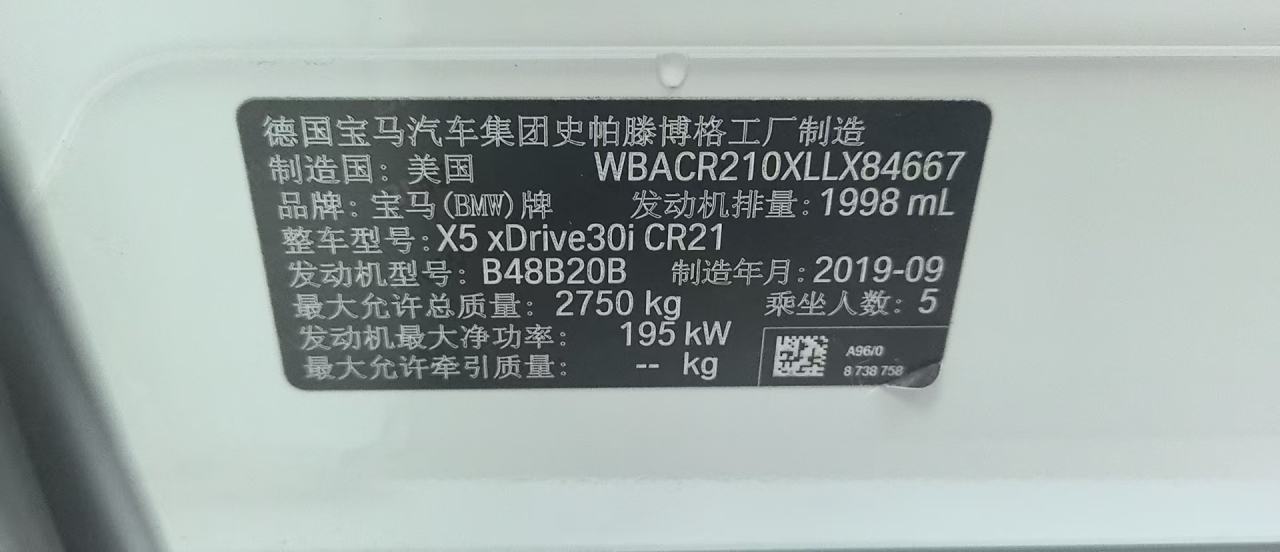 德国宝马汽车集团史帕滕博格工厂制造
制造国：美国 WBACR210XLLX84667
品牌：宝马(BMW)牌 发动机排量：1998 mL
整车型号：X5 xDrive30i CR21
发动机型号：B48B20B 制造年月：2019-09
最大允许总质量：2750 kg 乘坐人数：5
发动机最大净功率：195 kW
最大允许牵引质量：-- kg
A96/0
8 738 758